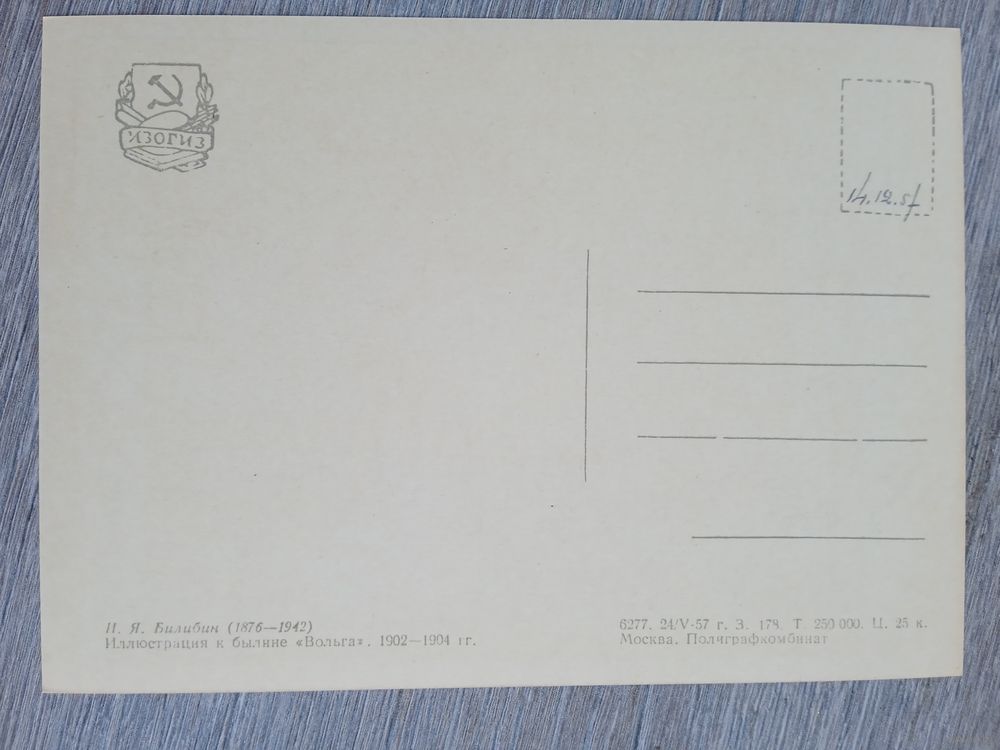 ИЗОГИЗ
14.12.57
И. Я. Билибин (1876—1942)
Иллюстрация к былине «Вольга». 1902—1904 гг.
6277. 24/V-57 г. З. 178. Т. 250 000. Ц. 25 к.
Москва. Полиграфкомбинат